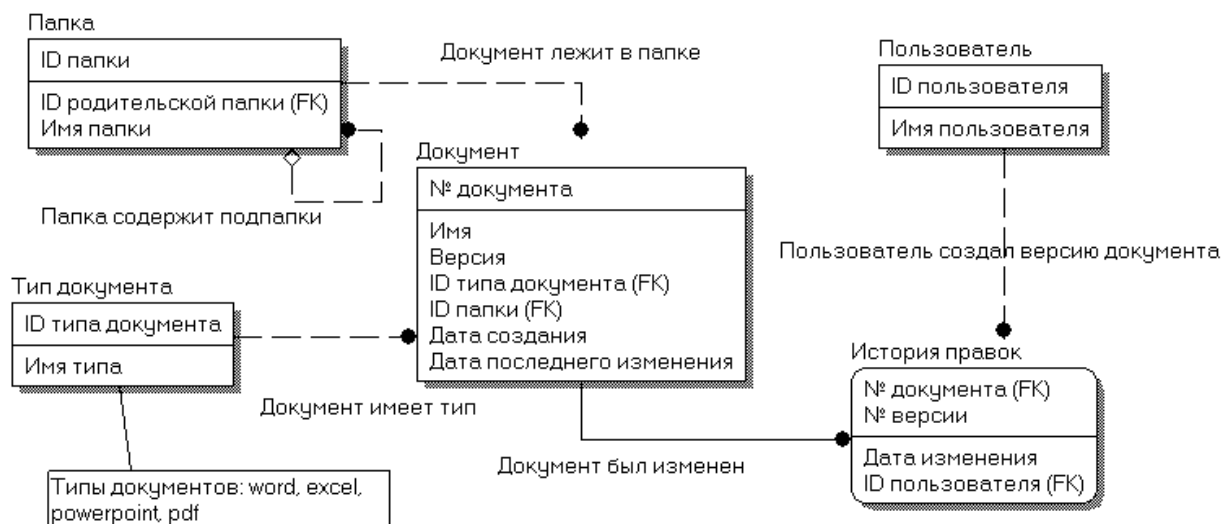 Папка
ID папки
ID родительской папки (FK)
Имя папки
Документ лежит в папке
Папка содержит подпапки
Пользователь
ID пользователя
Имя пользователя
Документ
№ документа
Имя
Версия
ID типа документа (FK)
ID папки (FK)
Дата создания
Дата последнего изменения
Пользователь создал версию документа
Тип документа
ID типа документа
Имя типа
Документ имеет тип
История правок
№ документа (FK)
№ версии
Дата изменения
ID пользователя (FK)
Документ был изменен
Типы документов: word, excel,
powerpoint, pdf